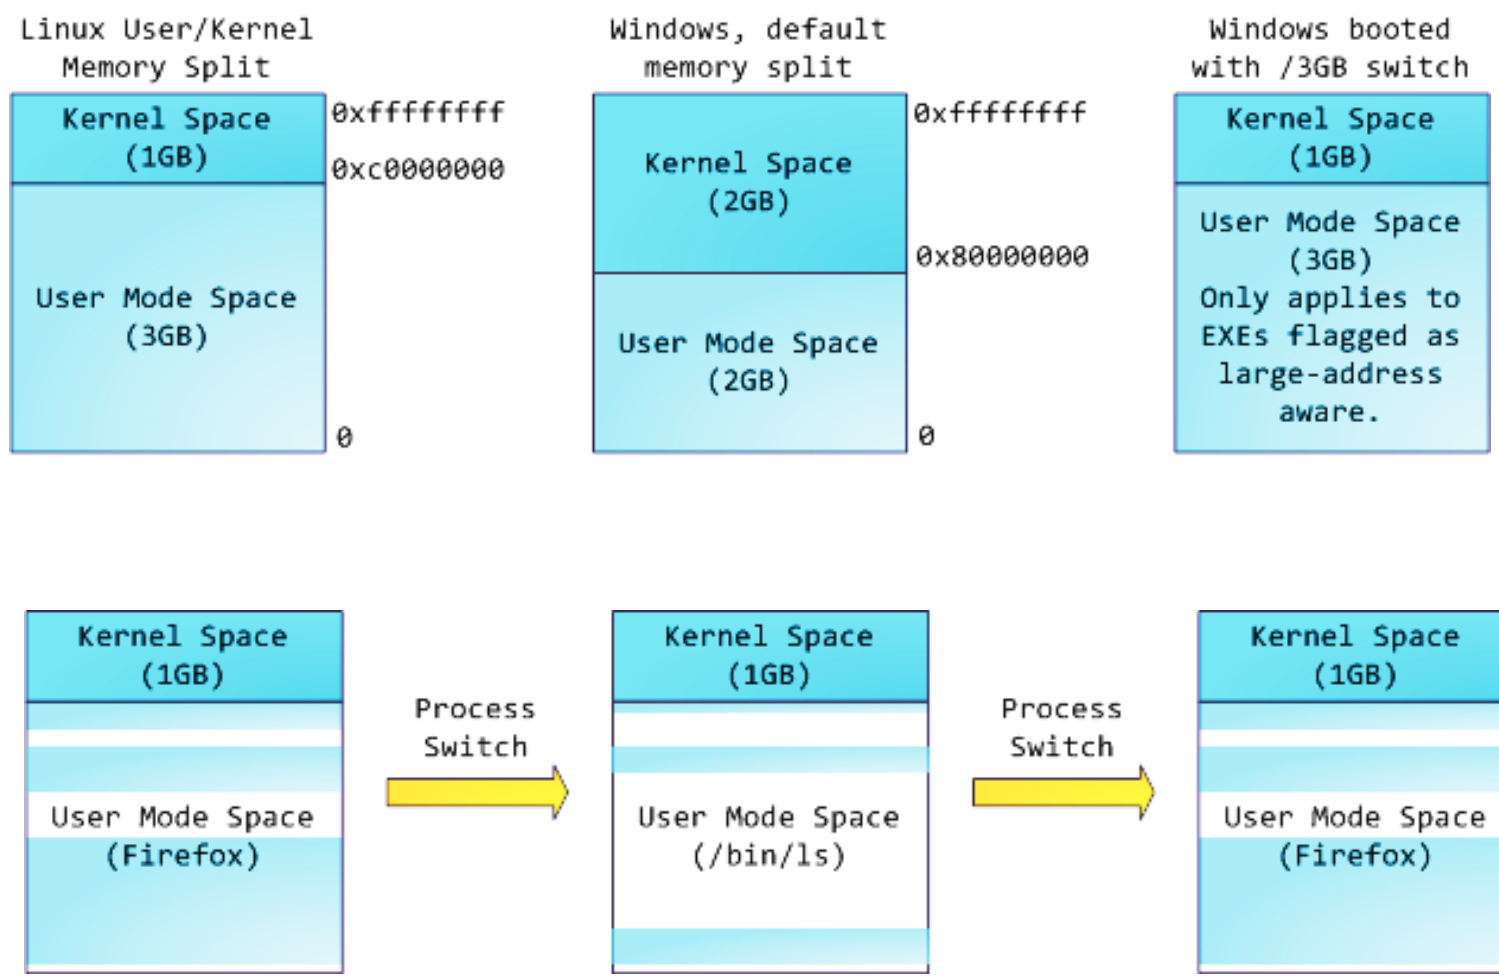 Linux User/Kernel
Memory Split
Kernel Space
(1GB)
0xffffffff
0xc0000000
User Mode Space
(3GB)
0
Windows, default
memory split
Kernel Space
(2GB)
0xffffffff
0x80000000
User Mode Space
(2GB)
0
Windows booted
with /3GB switch
Kernel Space
(1GB)
User Mode Space
(3GB)
Only applies to
EXEs flagged as
large-address
aware.
Kernel Space
(1GB)
User Mode Space
(Firefox)
Process
Switch
Kernel Space
(1GB)
User Mode Space
(/bin/ls)
Process
Switch
Kernel Space
(1GB)
User Mode Space
(Firefox)